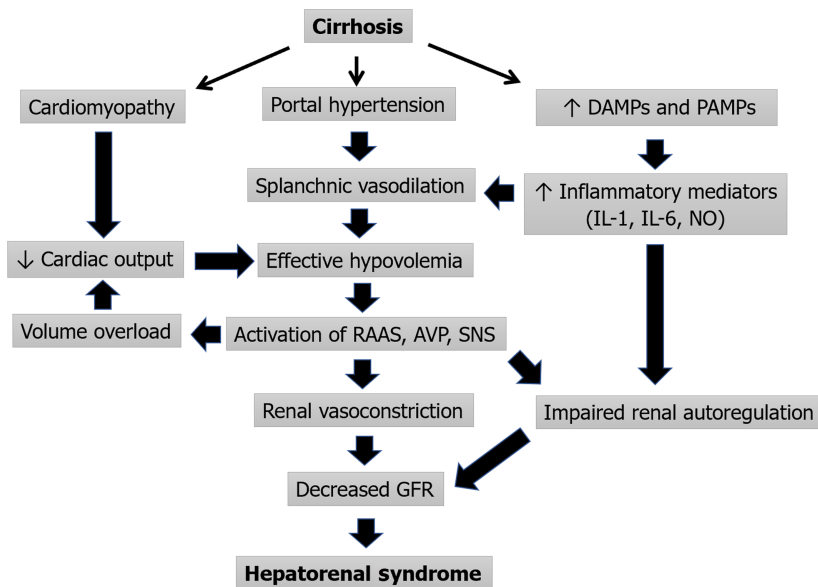 Cirrhosis
Cardiomyopathy
Portal hypertension
↑ DAMPs and PAMPs
Splanchnic vasodilation
↑ Inflammatory mediators
(IL-1, IL-6, NO)
↓ Cardiac output
Effective hypovolemia
Volume overload
Activation of RAAS, AVP, SNS
Renal vasoconstriction
Impaired renal autoregulation
Decreased GFR
Hepatorenal syndrome